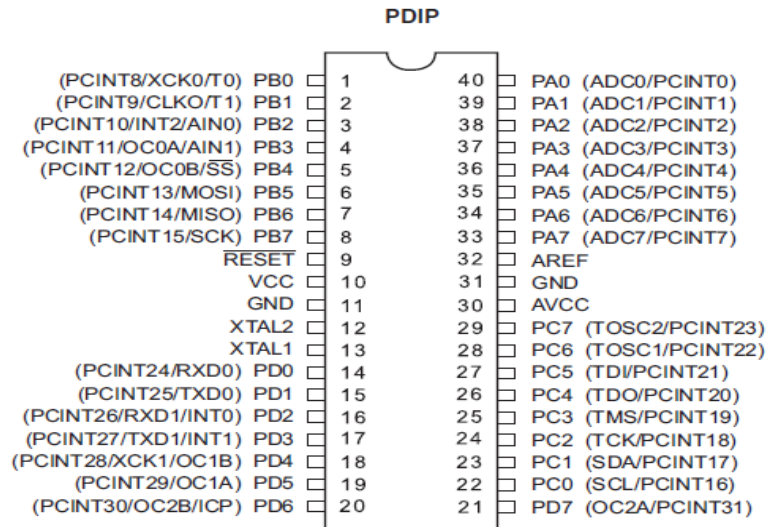 PDIP
(PCINT8/XCK0/T0) PB0 1 40 PA0 (ADC0/PCINT0)
(PCINT9/CLKO/T1) PB1 2 39 PA1 (ADC1/PCINT1)
(PCINT10/INT2/AIN0) PB2 3 38 PA2 (ADC2/PCINT2)
(PCINT11/OC0A/AIN1) PB3 4 37 PA3 (ADC3/PCINT3)
(PCINT12/OC0B/SS) PB4 5 36 PA4 (ADC4/PCINT4)
(PCINT13/MOSI) PB5 6 35 PA5 (ADC5/PCINT5)
(PCINT14/MISO) PB6 7 34 PA6 (ADC6/PCINT6)
(PCINT15/SCK) PB7 8 33 PA7 (ADC7/PCINT7)
RESET 9 32 AREF
VCC 10 31 GND
GND 11 30 AVCC
XTAL2 12 29 PC7 (TOSC2/PCINT23)
XTAL1 13 28 PC6 (TOSC1/PCINT22)
(PCINT24/RXD0) PD0 14 27 PC5 (TDI/PCINT21)
(PCINT25/TXD0) PD1 15 26 PC4 (TDO/PCINT20)
(PCINT26/RXD1/INT0) PD2 16 25 PC3 (TMS/PCINT19)
(PCINT27/TXD1/INT1) PD3 17 24 PC2 (TCK/PCINT18)
(PCINT28/XCK1/OC1B) PD4 18 23 PC1 (SDA/PCINT17)
(PCINT29/OC1A) PD5 19 22 PC0 (SCL/PCINT16)
(PCINT30/OC2B/ICP) PD6 20 21 PD7 (OC2A/PCINT31)